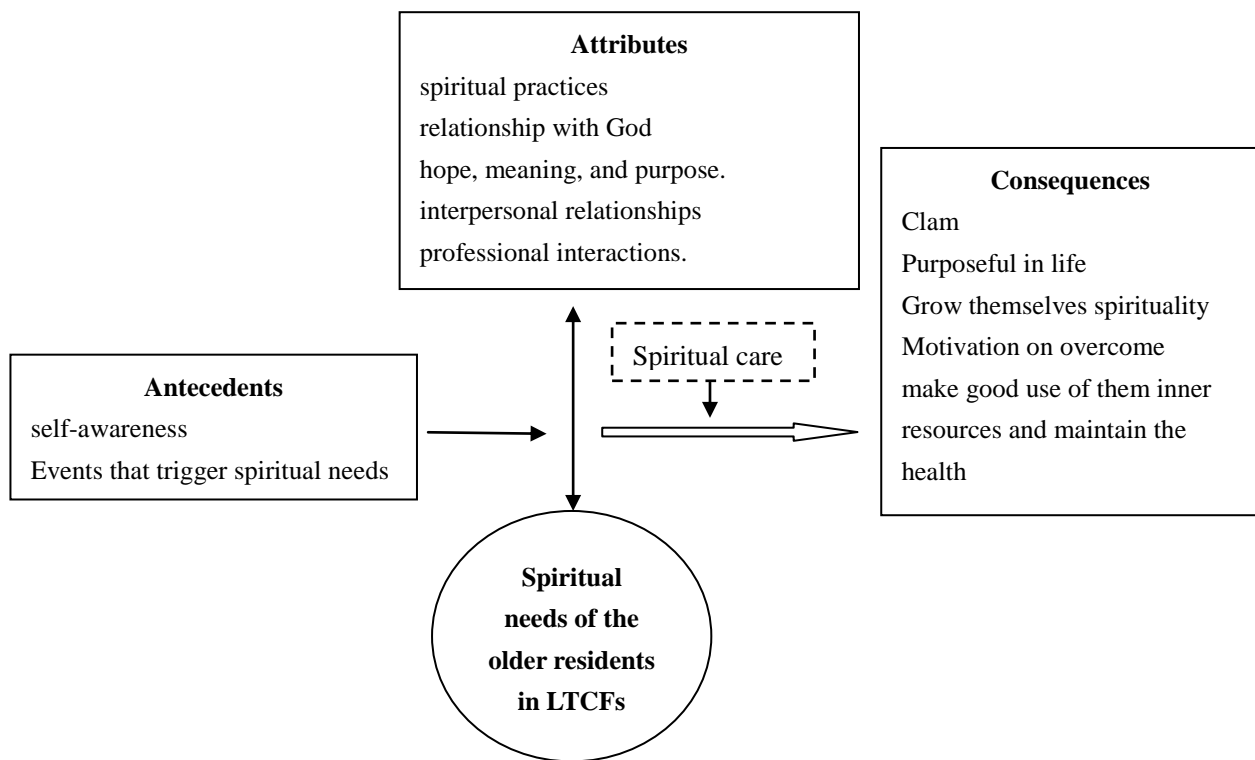 Attributes
spiritual practices
relationship with God
hope, meaning, and purpose.
interpersonal relationships
professional interactions.
Consequences
Clam
Purposeful in life
Grow themselves spirituality
Motivation on overcome
make good use of them inner
resources and maintain the
health
Spiritual care
Antecedents
self-awareness
Events that trigger spiritual needs
Spiritual
needs of the
older residents
in LTCFs